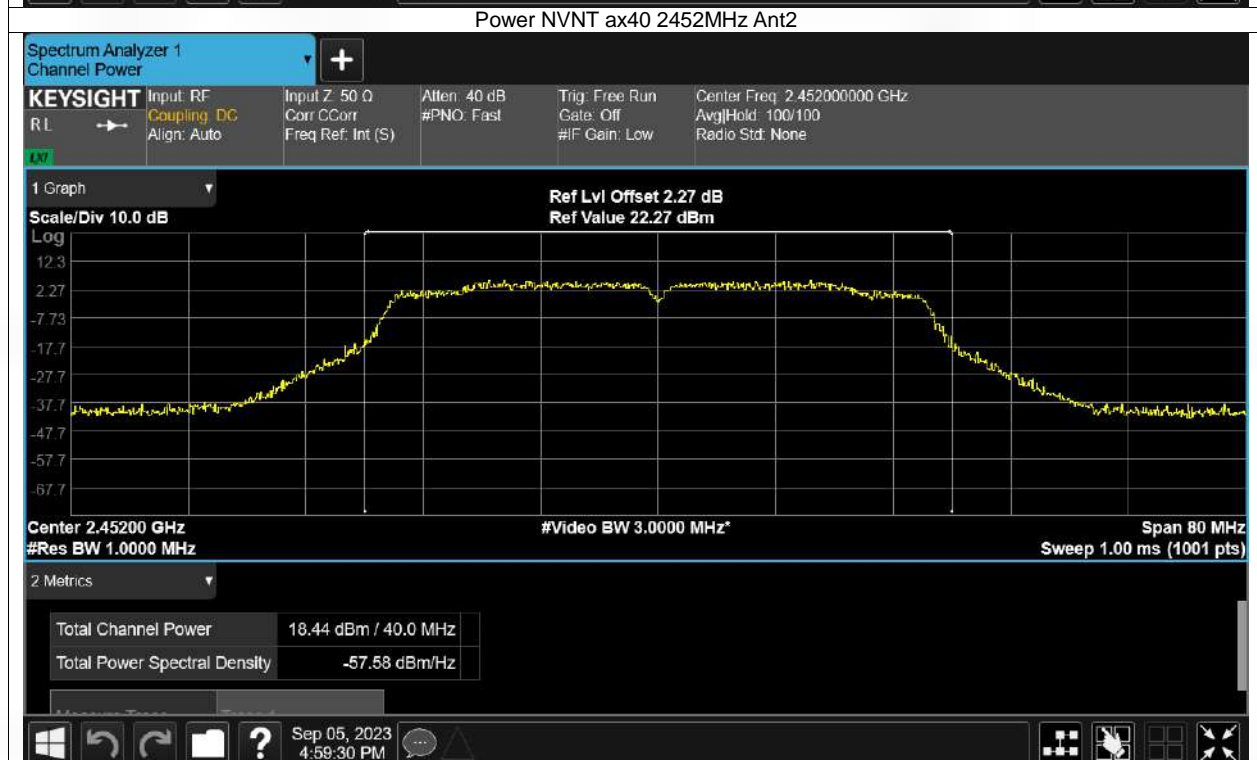 Power NVNT ax40 2452MHz Ant2
Spectrum Analyzer 1
Channel Power
KEYSIGHT
R L
LXI
Input: RF
Coupling: DC
Align: Auto
Input Z: 50 Ω
Corr CCorr
Freq Ref: Int (S)
Atten: 40 dB
#PNO: Fast
Trig: Free Run
Gate: Off
#IF Gain: Low
Center Freq: 2.452000000 GHz
Avg|Hold: 100/100
Radio Std: None
1 Graph
Scale/Div 10.0 dB
Ref Lvl Offset 2.27 dB
Ref Value 22.27 dBm
Log
12.3
2.27
-7.73
-17.7
-27.7
-37.7
-47.7
-57.7
-67.7
Center 2.45200 GHz
#Video BW 3.0000 MHz*
Span 80 MHz
#Res BW 1.0000 MHz
Sweep 1.00 ms (1001 pts)
2 Metrics
Total Channel Power 18.44 dBm / 40.0 MHz
Total Power Spectral Density -57.58 dBm/Hz
?
Sep 05, 2023
4:59:30 PM